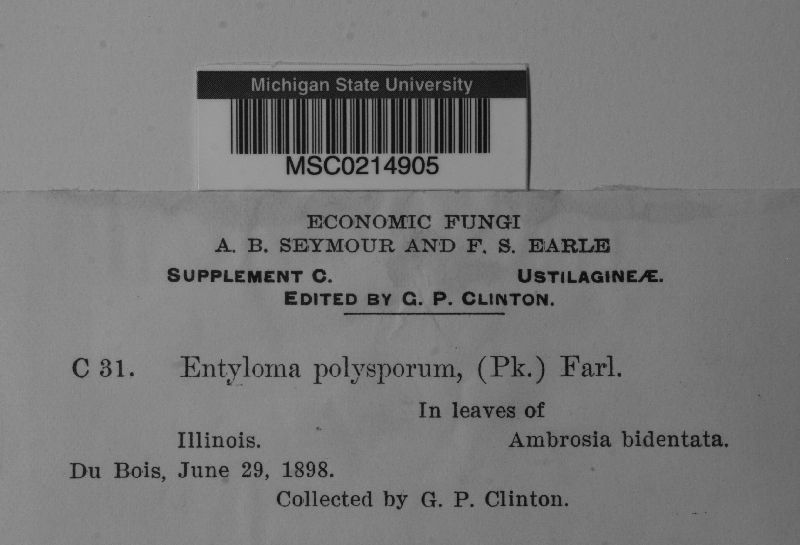 Michigan State University
MSC0214905
ECONOMIC FUNGI
A. B. SEYMOUR AND F. S. EARLE
SUPPLEMENT C. USTILAGINEÆ.
EDITED BY G. P. CLINTON.
C 31. Entyloma polysporum, (Pk.) Farl.
In leaves of
Illinois. Ambrosia bidentata.
Du Bois, June 29, 1898.
Collected by G. P. Clinton.